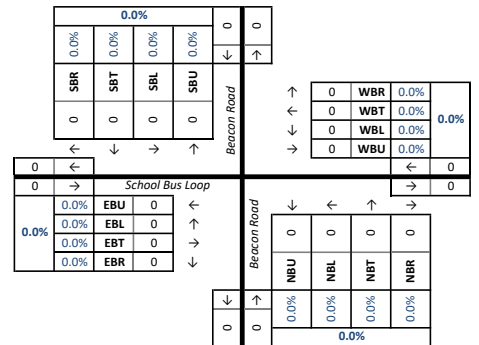 0.0%
0 0
0.0% 0.0% 0.0% 0.0%
↓ ↑
SBR SBT SBL SBU
0 0 0 0
← ↓ → ↑
Beacon Road
↑ 0 WBR 0.0%
← 0 WBT 0.0%
↓ 0 WBL 0.0%
→ 0 WBU 0.0%
0.0%
0 ←
← 0
0 → School Bus Loop
→ 0
0.0%
0.0% EBU 0 ←
0.0% EBL 0 ↑
0.0% EBT 0 →
0.0% EBR 0 ↓
Beacon Road
↓ ← ↑ →
0 0 0 0
NBU NBL NBT NBR
↓ ↑
0.0% 0.0% 0.0% 0.0%
0 0
0.0%